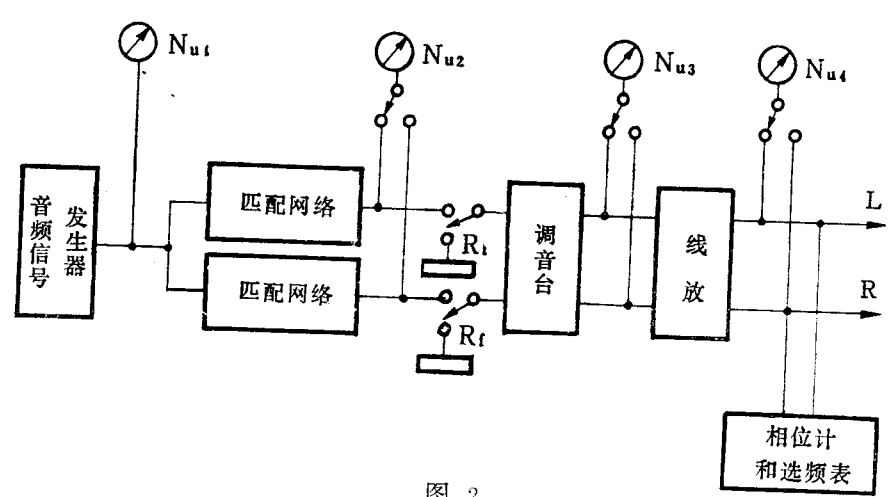 Nu1
Nu2
Nu3
Nu4
音频信号
发生器
匹配网络
匹配网络
Rf
Rf
调音台
线放
L
R
相位计
和选频表
图 2